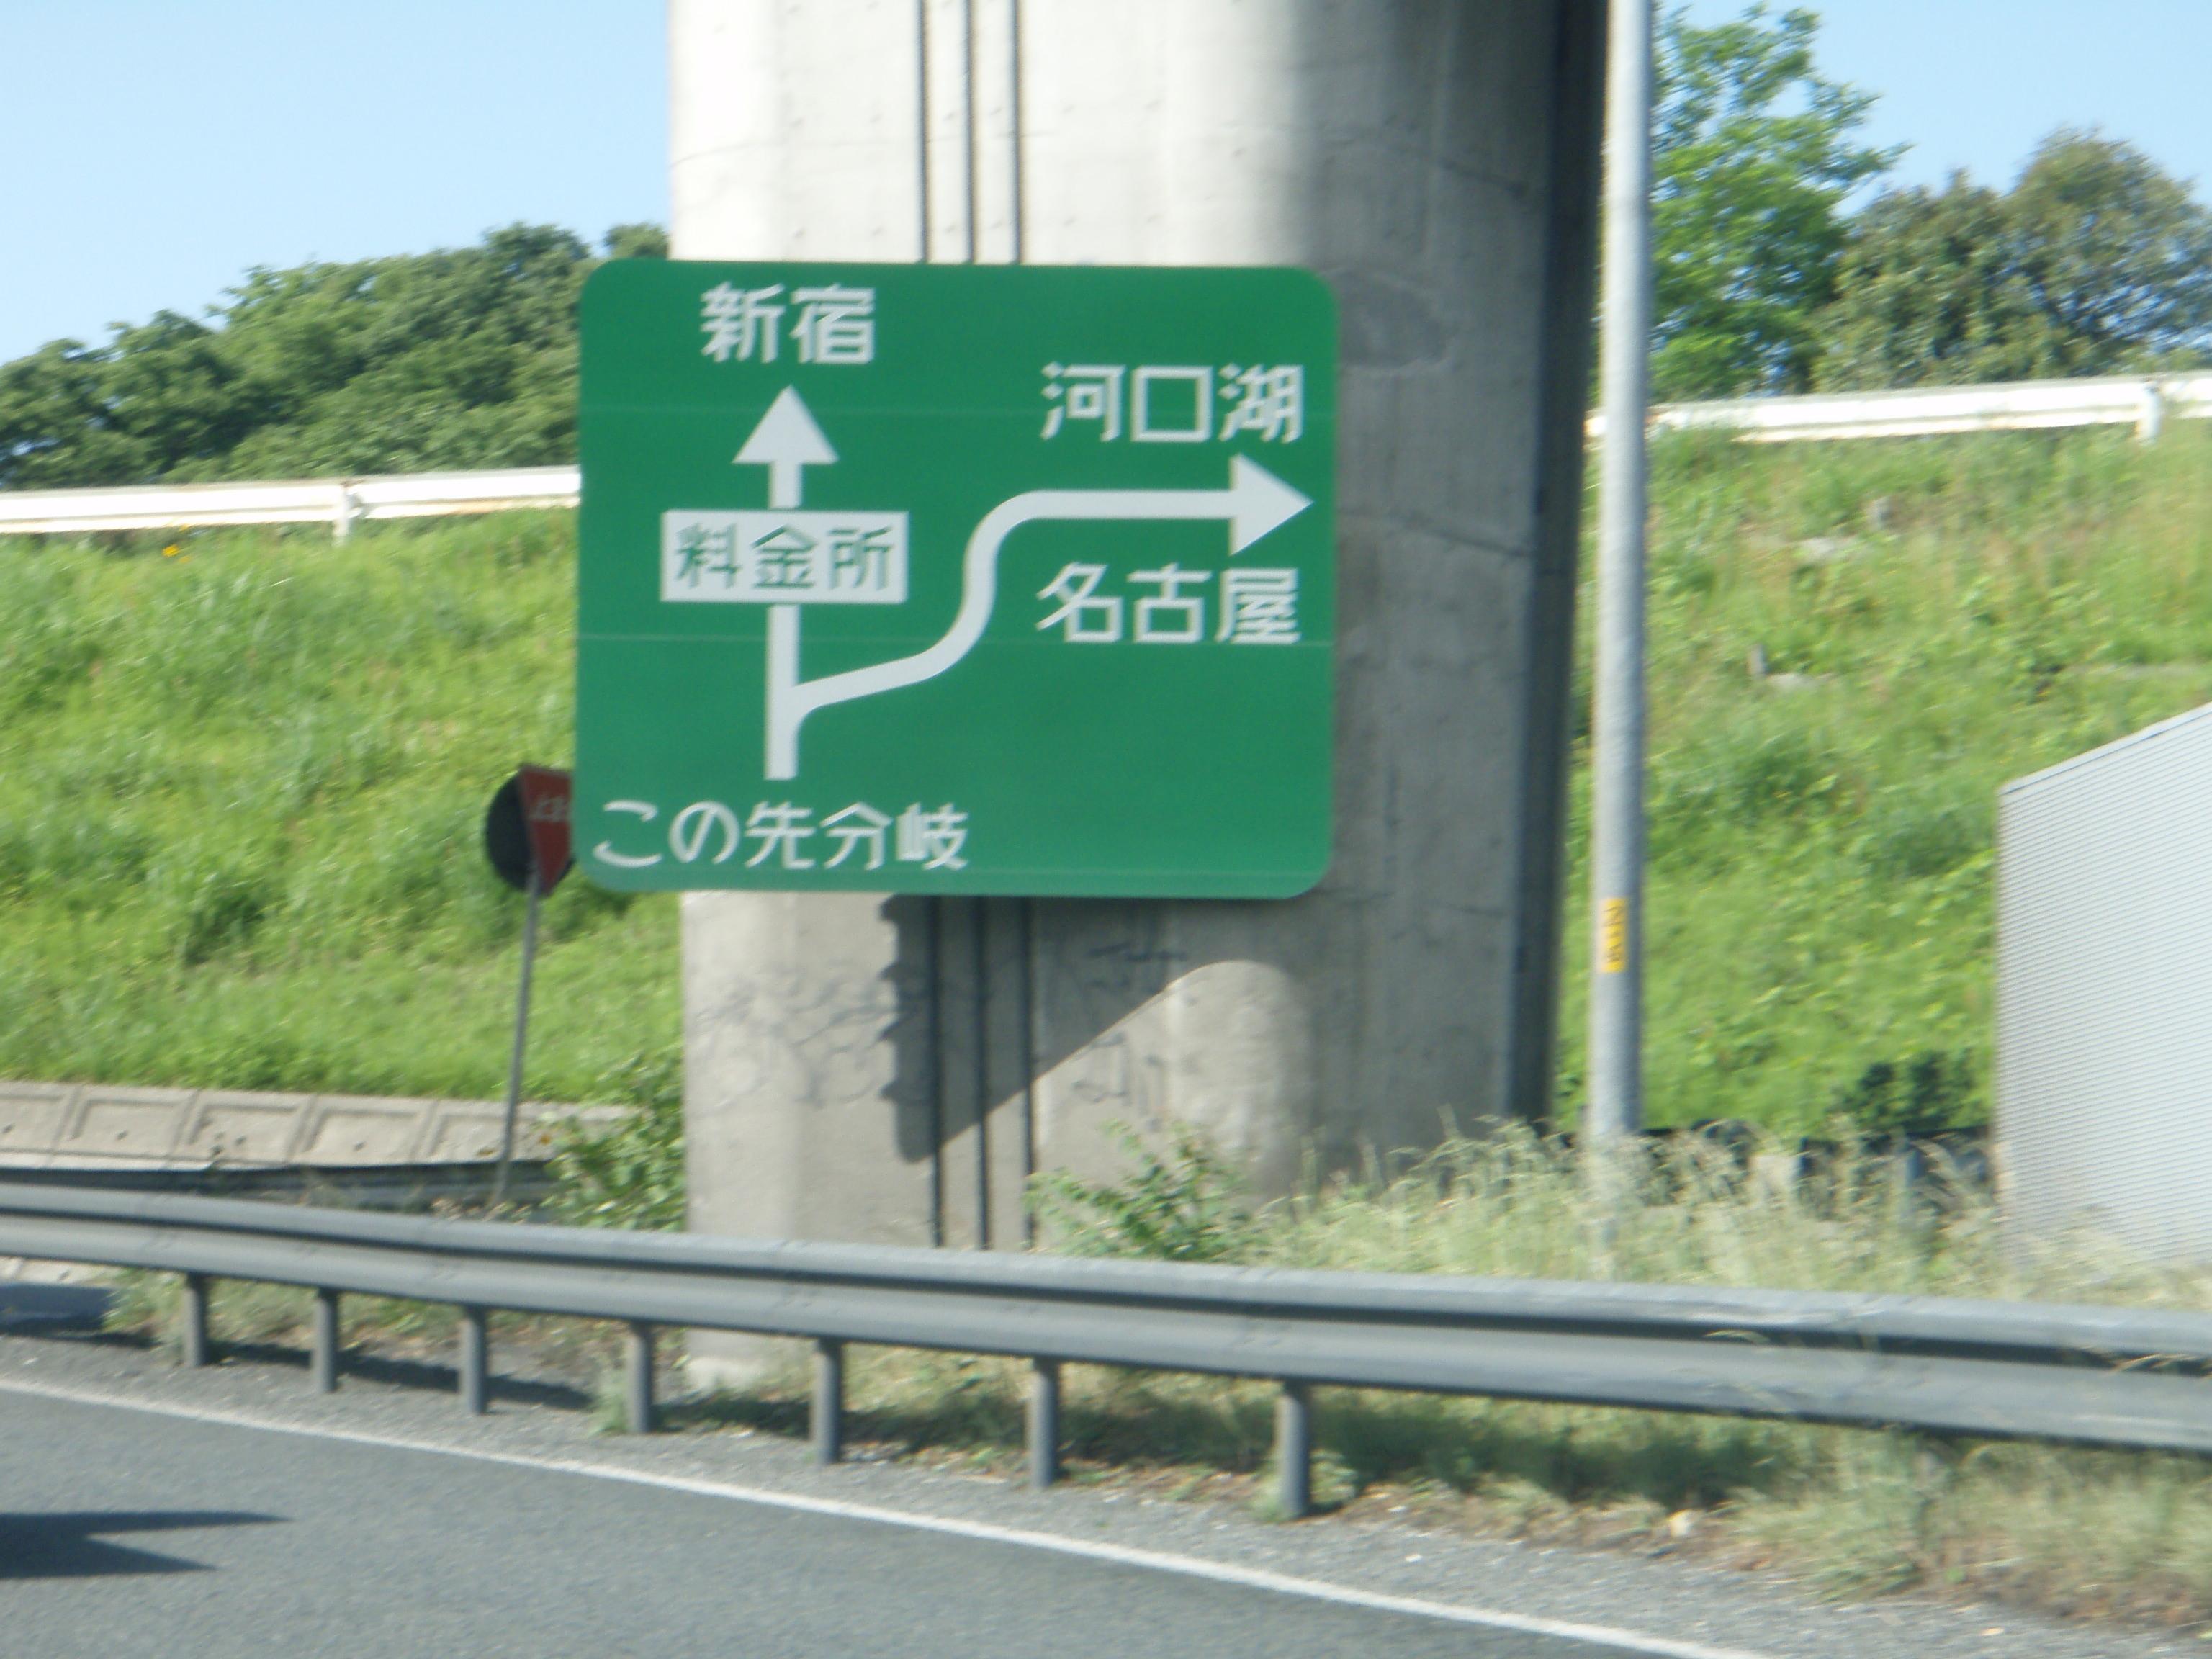 新宿
河口湖
料金所
名古屋
この先分岐